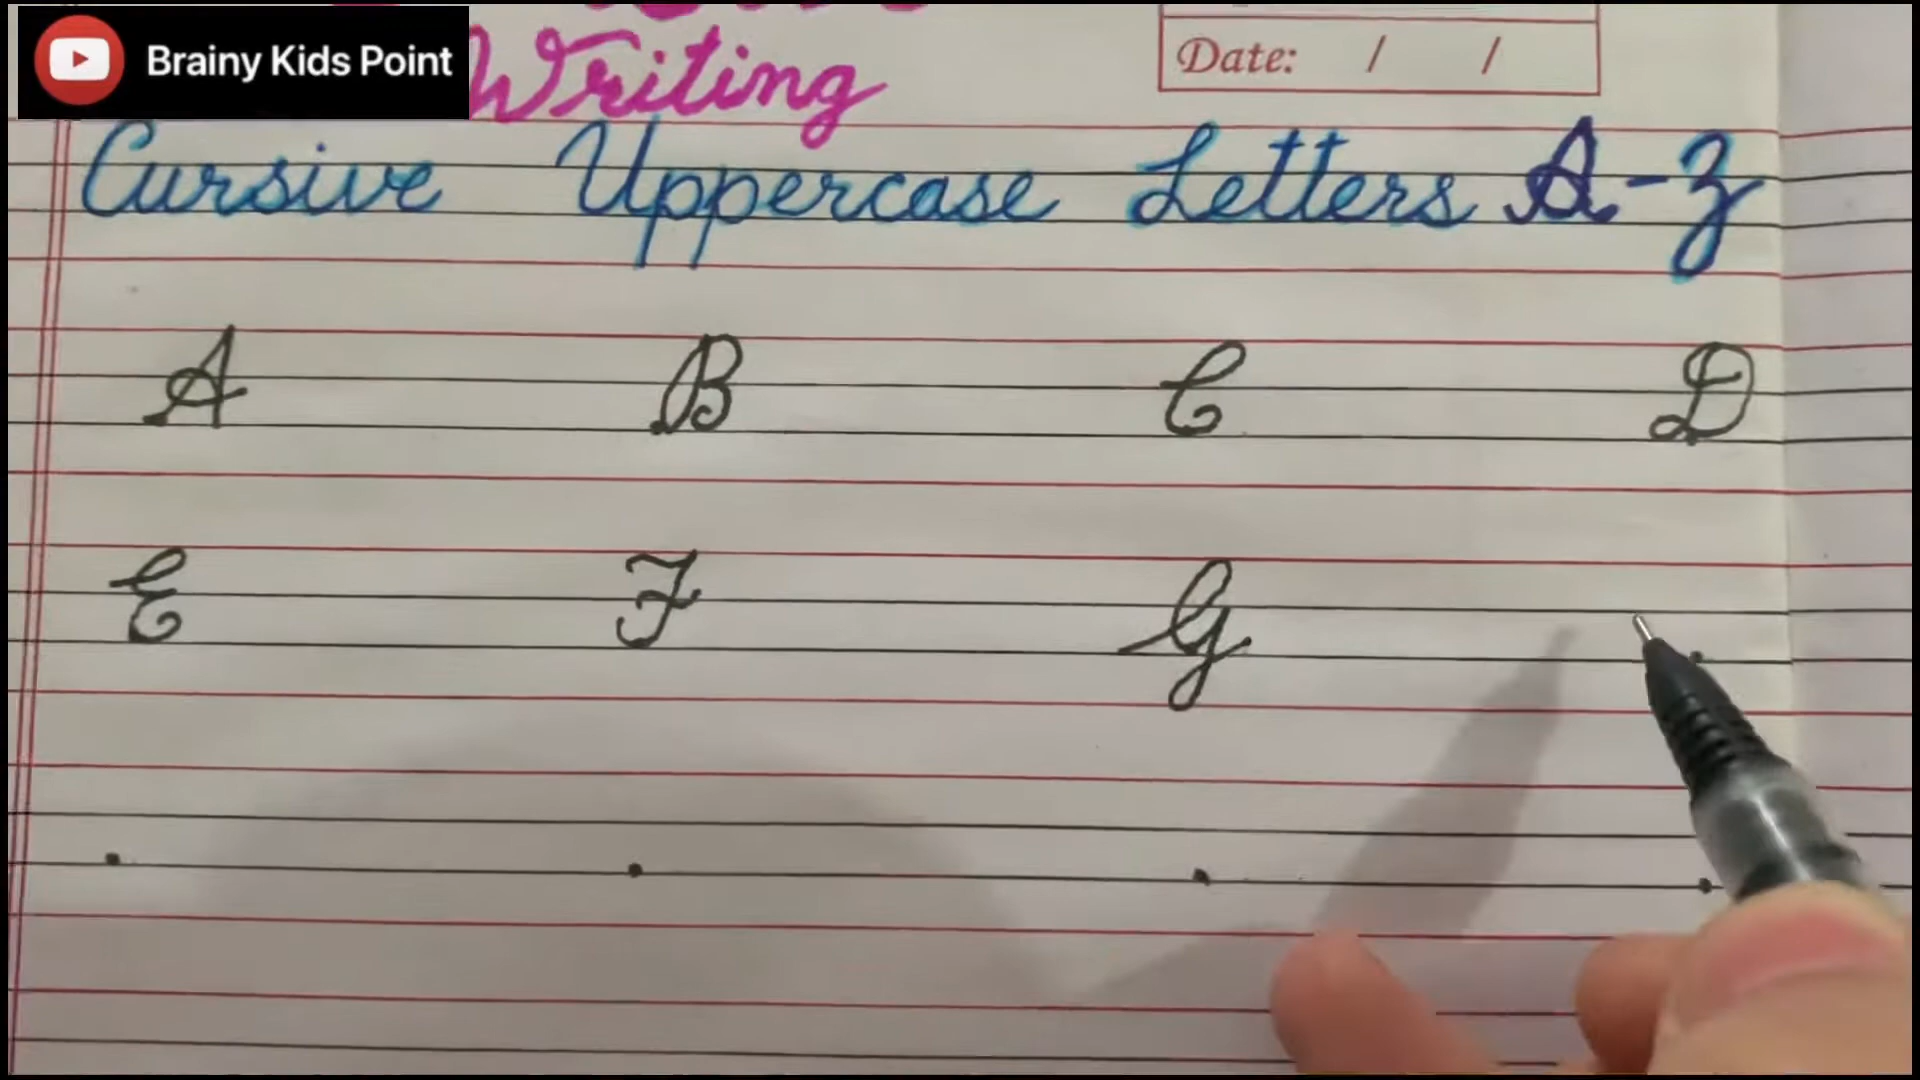 Brainy Kids Point
Writing
Date: / /
Cursive Uppercase Letters A-Z
A B C D
E F G